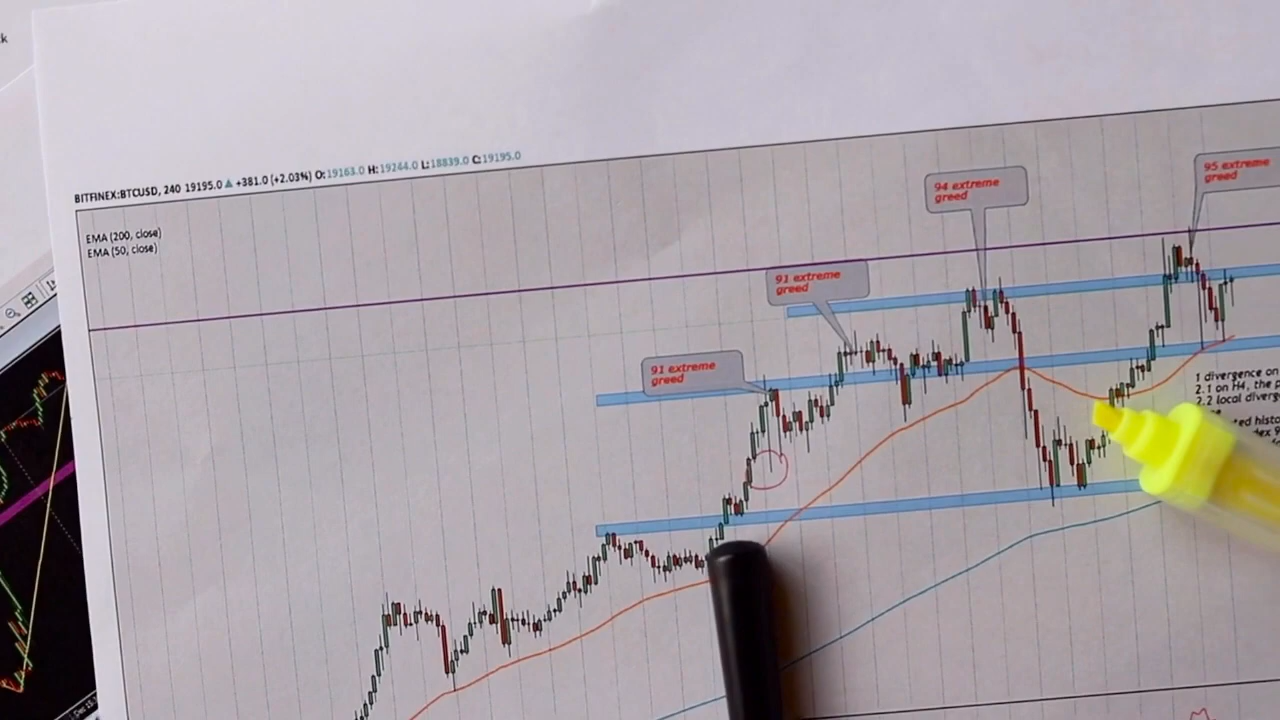 k
BITFINEX:BTCUSD, 240 19195.0 ▲ +381.0 (+2.03%) O:19163.0 H:19244.0 L:18839.0 C:19195.0
EMA (200, close)
EMA (50, close)
95 extreme
greed
94 extreme
greed
91 extreme
greed
91 extreme
greed
1 divergence on
2.1 on H4, the p
2.2 local diverg